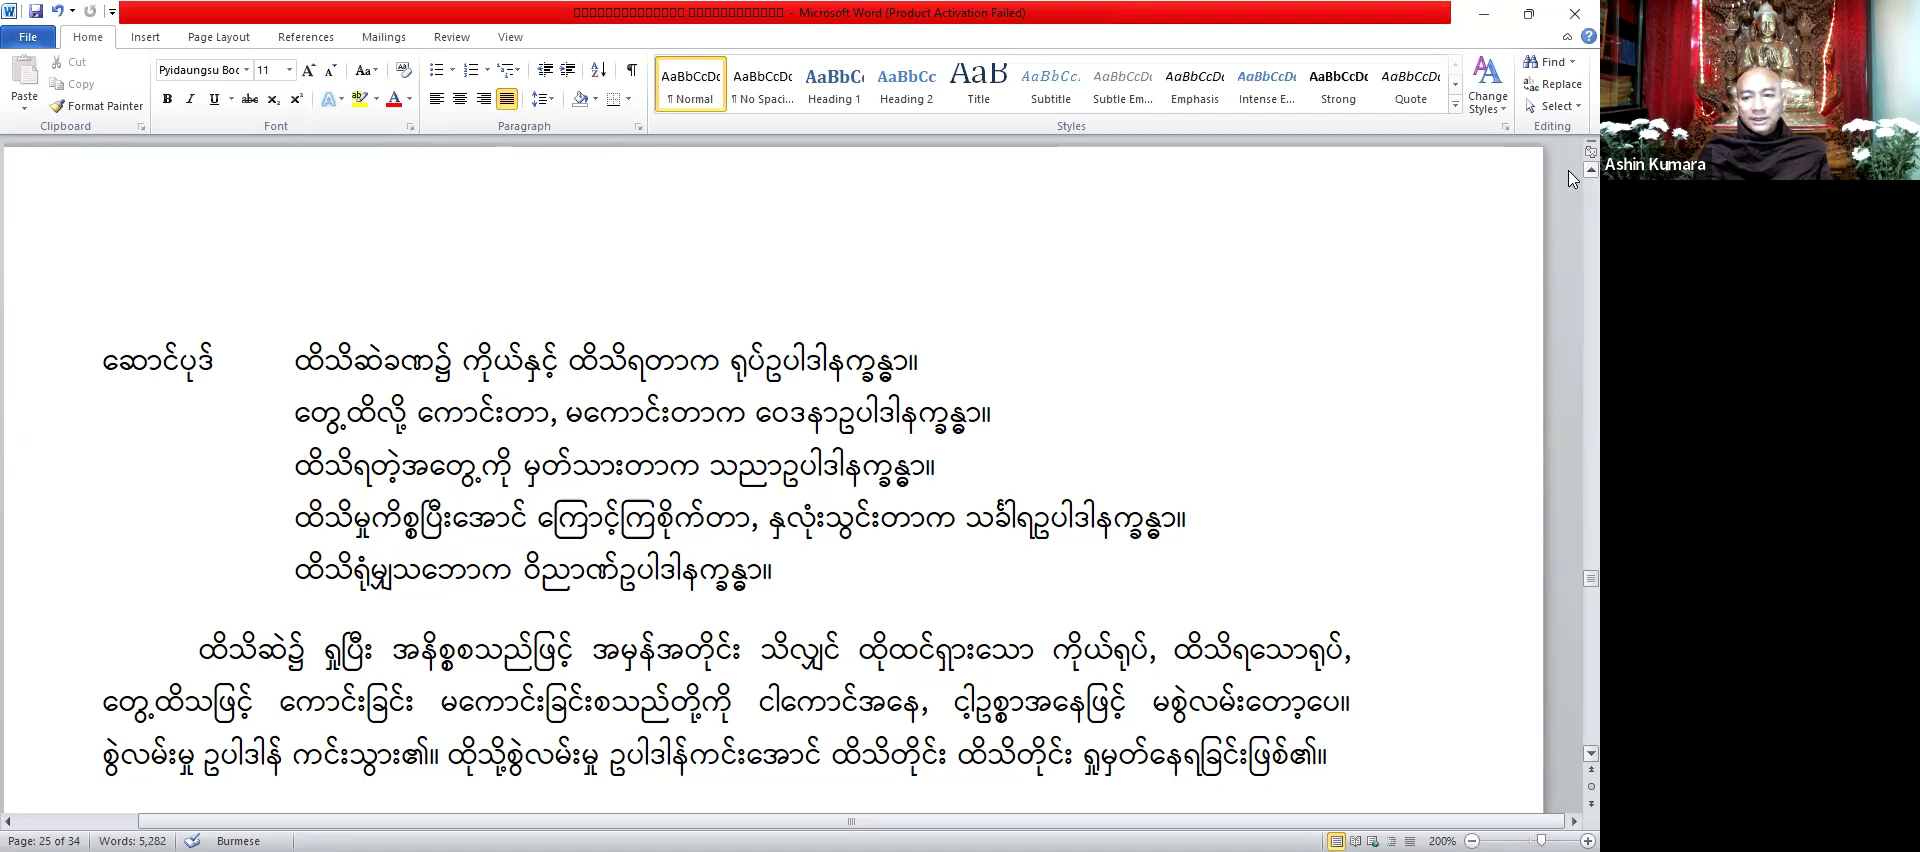 - Microsoft Word (Product Activation Failed)
File Home Insert Page Layout References Mailings Review View
Paste
Cut
Copy
Format Painter
Clipboard
Pyidaungsu Boo 11
Font
Paragraph
AaBbCcDc AaBbCcDc AaBbCc AaBbCc AaB AaBbCc. AaBbCcDc AaBbCcDc AaBbCcDc AaBbCcDc AaBbCcDc
¶ Normal ¶ No Spaci... Heading 1 Heading 2 Title Subtitle Subtle Em... Emphasis Intense E... Strong Quote
Change Styles
Styles
Find
Replace
Select
Editing
Ashin Kumara
ဆောင်ပုဒ် ထိသိဆဲခဏ၌ ကိုယ်နှင့် ထိသိရတာက ရုပ်ဥပါဒါနက္ခန္ဓာ။
တွေ့ထိလို့ ကောင်းတာ, မကောင်းတာက ဝေဒနာဥပါဒါနက္ခန္ဓာ။
ထိသိရတဲ့အတွေ့ကို မှတ်သားတာက သညာဥပါဒါနက္ခန္ဓာ။
ထိသိမှုကိစ္စပြီးအောင် ကြောင့်ကြစိုက်တာ, နှလုံးသွင်းတာက သင်္ခါရဥပါဒါနက္ခန္ဓာ။
ထိသိရုံမျှသဘောက ဝိညာဏ်ဥပါဒါနက္ခန္ဓာ။
ထိသိဆဲ၌ ရှုပြီး အနိစ္စစသည်ဖြင့် အမှန်အတိုင်း သိလျှင် ထိုထင်ရှားသော ကိုယ်ရုပ်, ထိသိရသောရုပ်,
တွေ့ထိသဖြင့် ကောင်းခြင်း မကောင်းခြင်းစသည်တို့ကို ငါကောင်အနေ, ငါ့ဥစ္စာအနေဖြင့် မစွဲလမ်းတော့ပေ။
စွဲလမ်းမှု ဥပါဒါန် ကင်းသွား၏။ ထိုသို့စွဲလမ်းမှု ဥပါဒါန်ကင်းအောင် ထိသိတိုင်း ထိသိတိုင်း ရှုမှတ်နေရခြင်းဖြစ်၏။
Page: 25 of 34 Words: 5,282 Burmese 200%